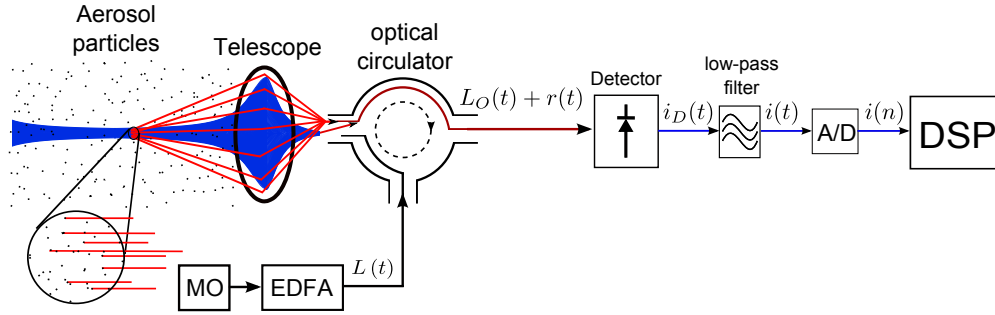 Aerosol
particles
Telescope
optical
circulator
L_O(t) + r(t)
Detector
i_D(t)
low-pass
filter
i(t)
A/D
i(n)
DSP
MO
EDFA
L(t)